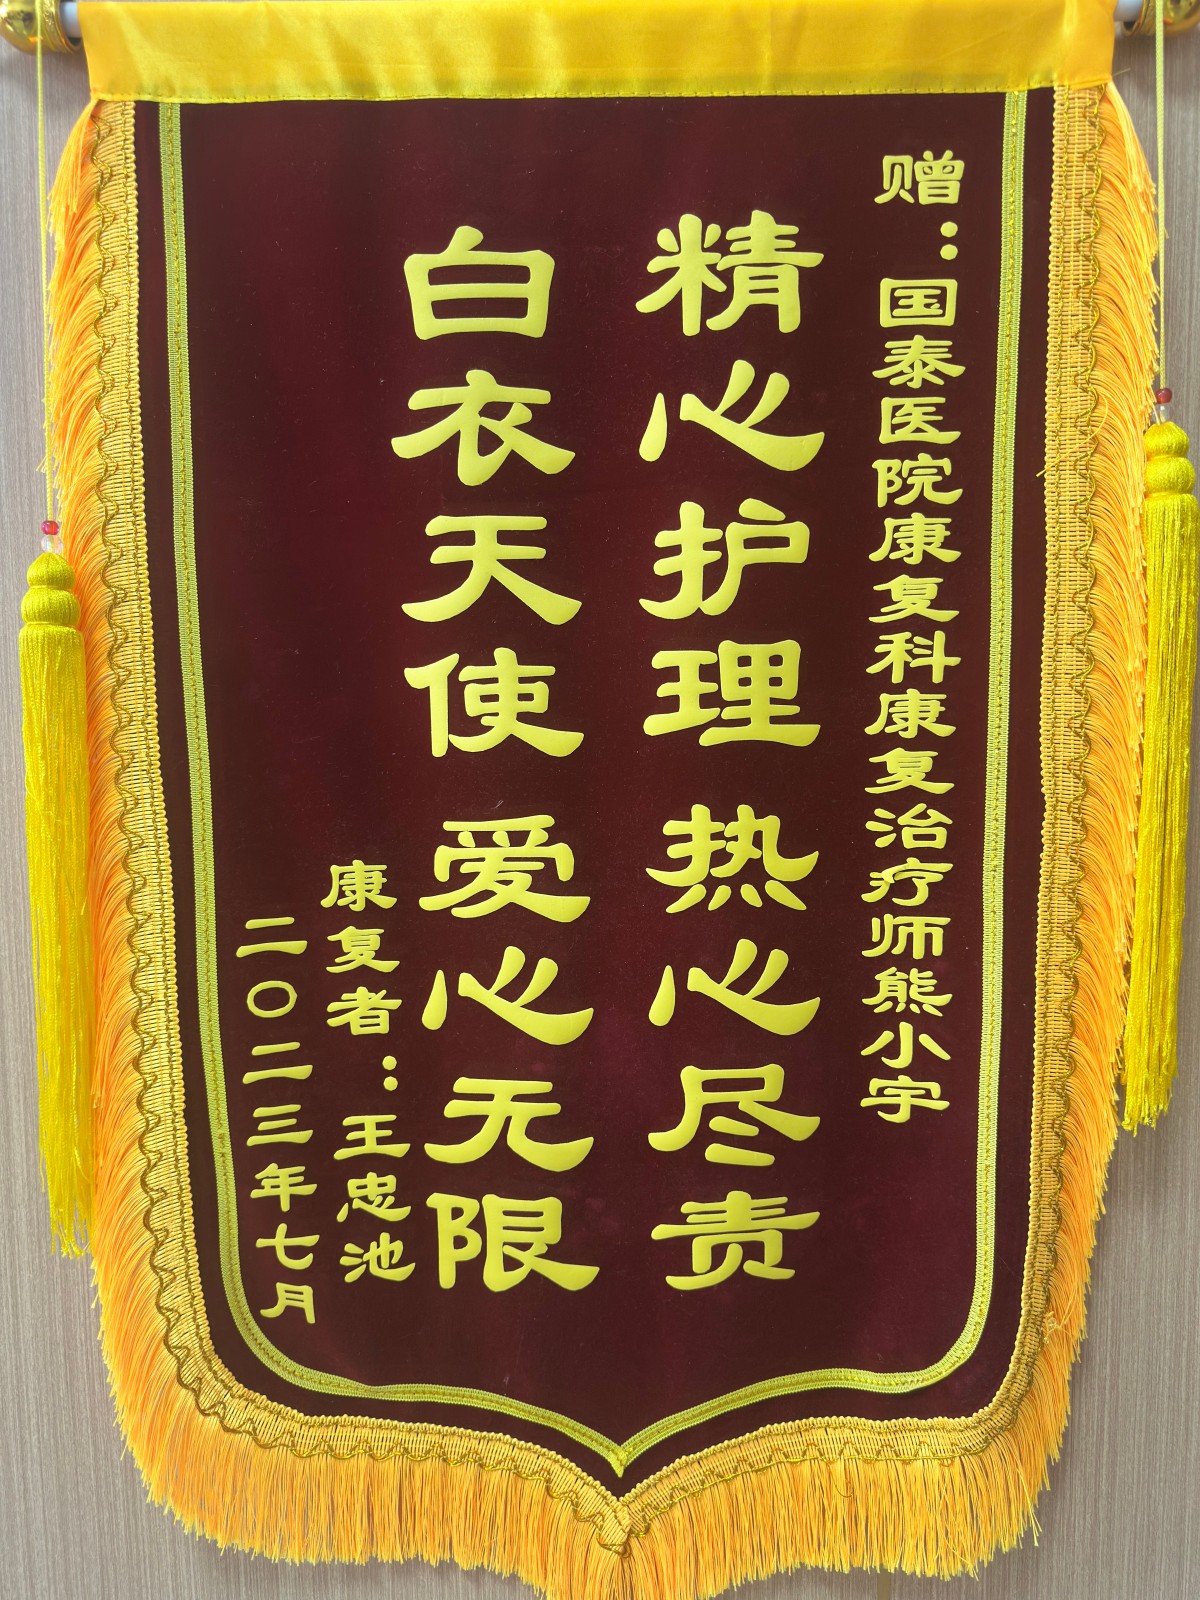 赠：国泰医院康复科康复治疗师熊小宇
精心护理 热心尽责
白衣天使 爱心无限
康复者：王忠池
二〇二三年七月